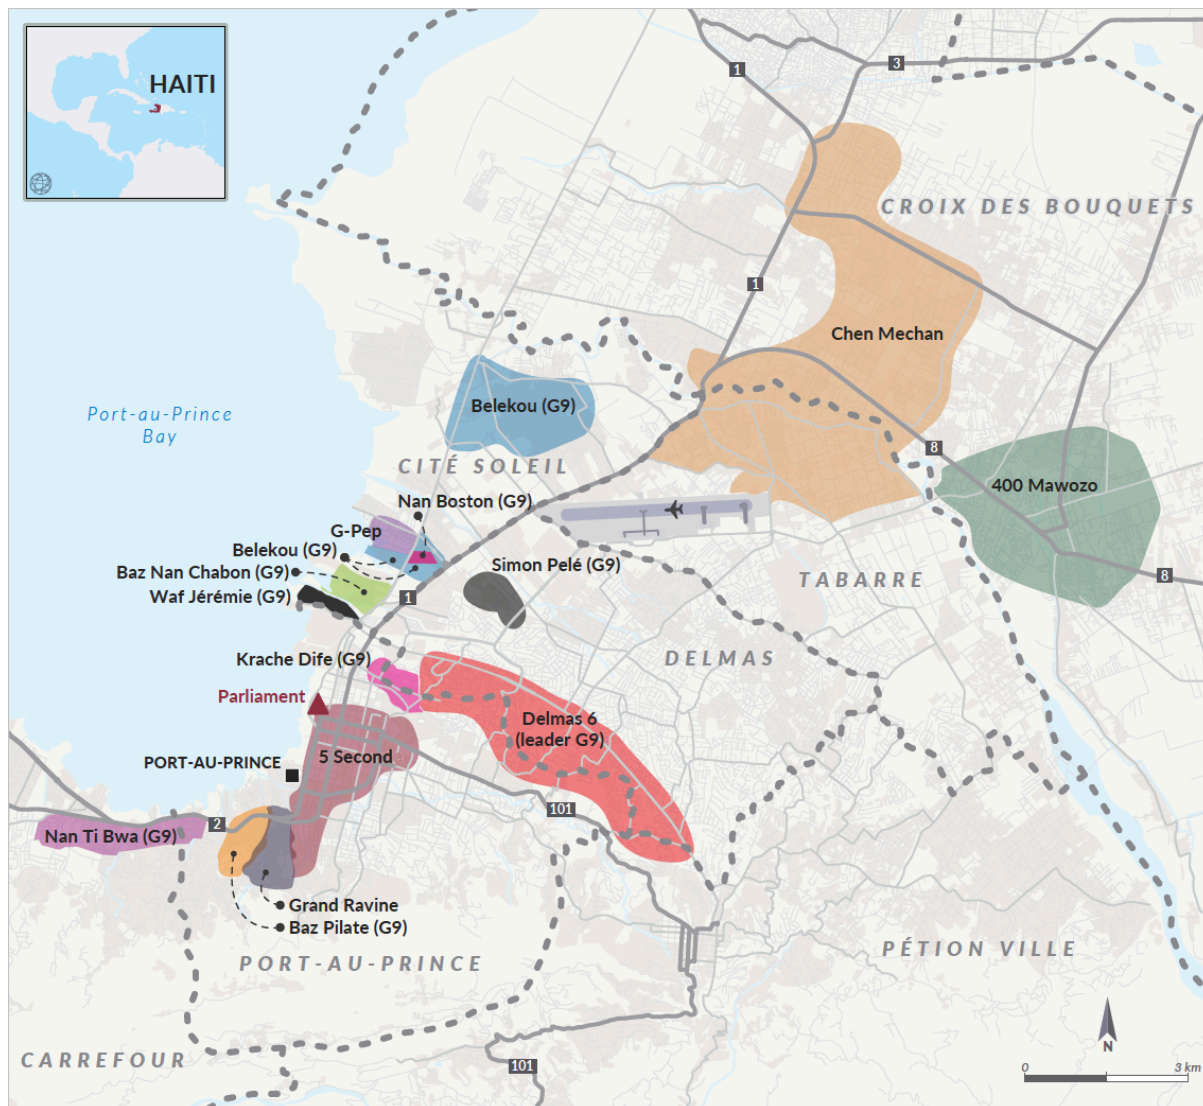 HAITI
1
3
CROIX DES BOUQUETS
1
Chen Mechan
Port-au-Prince
Bay
Belekou (G9)
8
CITÉ SOLEIL
400 Mawozo
Nan Boston (G9)
G-Pep
Belekou (G9)
Baz Nan Chabon (G9)
Waf Jérémie (G9)
1
Simon Pelé (G9)
TABARRE
8
Krache Dife (G9)
DELMAS
Parliament
Delmas 6
(leader G9)
PORT-AU-PRINCE
5 Second
101
2
Nan Ti Bwa (G9)
Grand Ravine
Baz Pilate (G9)
PORT-AU-PRINCE
PÉTION VILLE
N
CARREFOUR
101
0
3 km